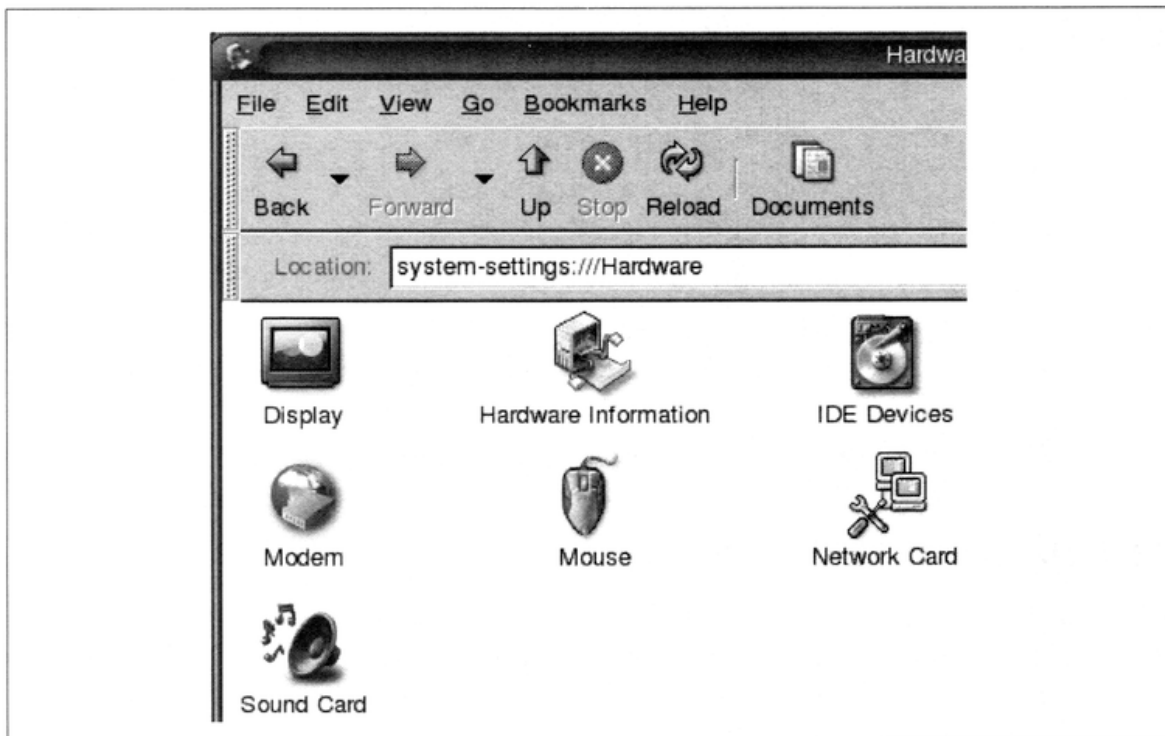 Hardwa
File Edit View Go Bookmarks Help
Back Forward Up Stop Reload Documents
Location: system-settings:///Hardware
Display Hardware Information IDE Devices
Modem Mouse Network Card
Sound Card